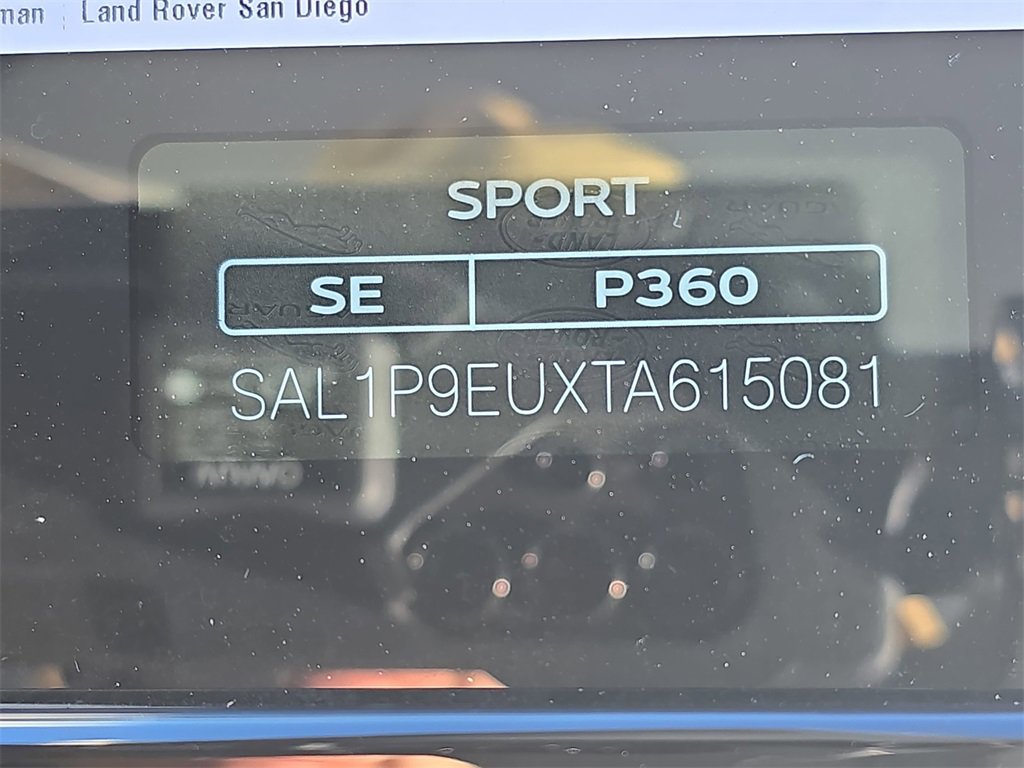 man | Land Rover San Diego
SPORT
SE P360
SAL1P9EUXTA615081